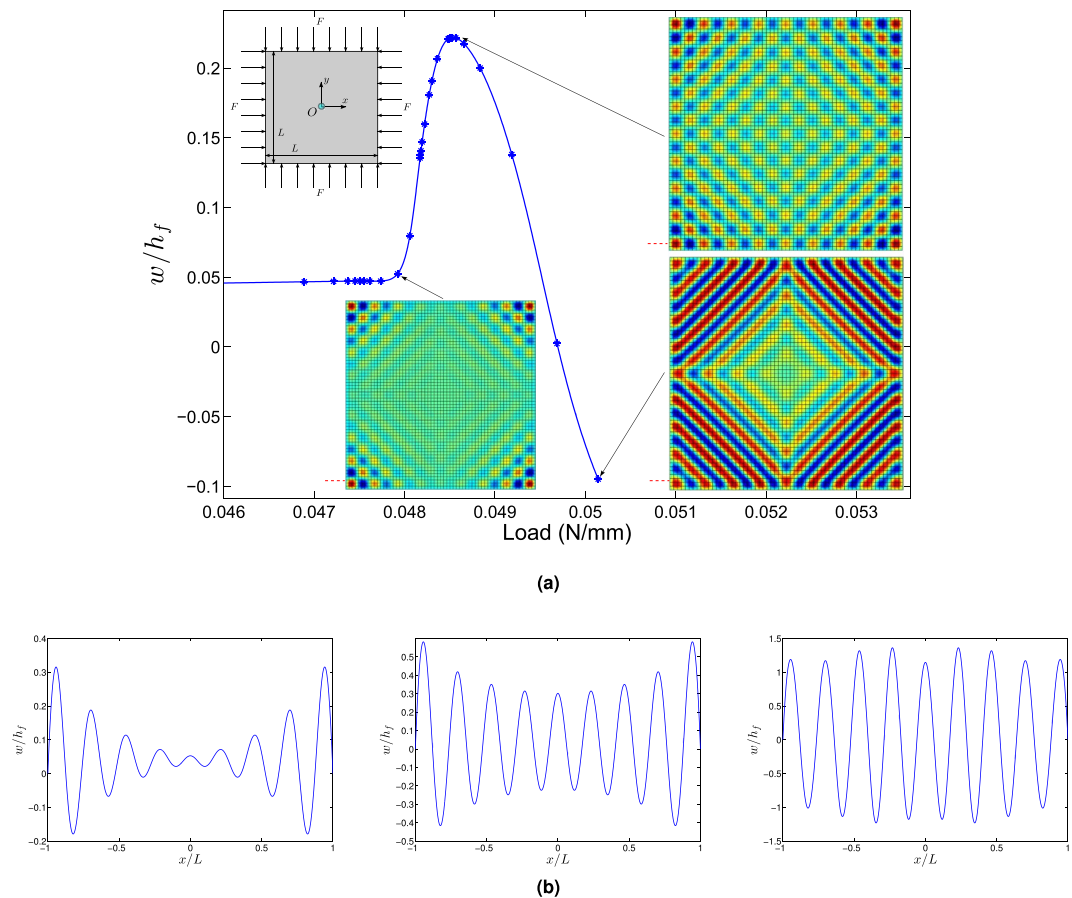 F
y
F
F
x
O
L
L
F
w/h_f
0.2
0.15
0.1
0.05
0
−0.05
−0.1
0.046
0.047
0.048
0.049
0.05
0.051
0.052
0.053
Load (N/mm)
(a)
w/h_f
0.4
0.3
0.2
0.1
0
−0.1
−0.2
−1
−0.5
0
0.5
1
x/L
w/h_f
0.5
0.4
0.3
0.2
0.1
0
−0.1
−0.2
−0.3
−0.4
−0.5
−1
−0.5
0
0.5
1
x/L
w/h_f
1.5
1
0.5
0
−0.5
−1
−1.5
−1
−0.5
0
0.5
1
x/L
(b)